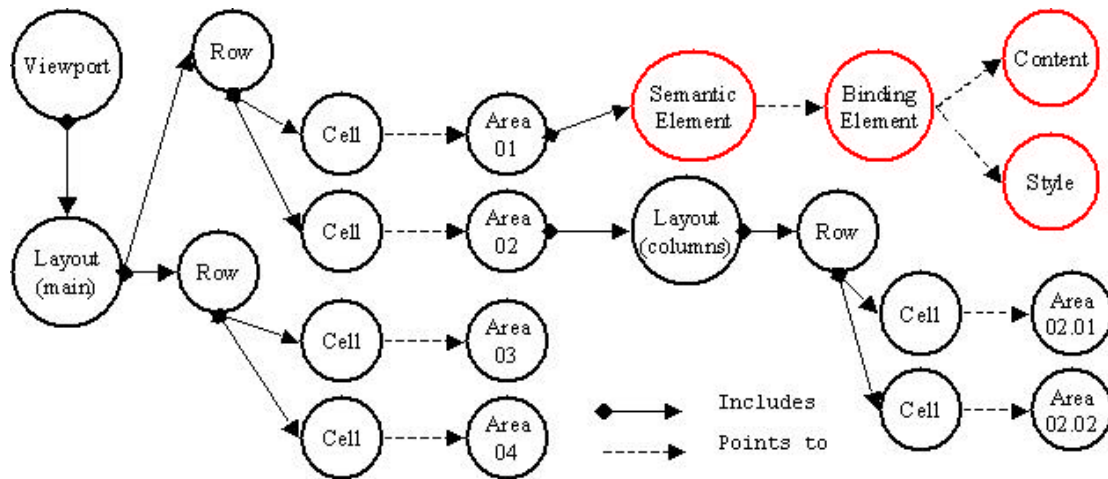 Viewport
Row
Content
Semantic
Element
Binding
Element
Cell
Area
01
Style
Cell
Area
02
Layout
(columns)
Row
Layout
(main)
Row
Cell
Area
02.01
Cell
Area
03
Cell
Area
02.02
Cell
Area
04
Includes
Points to